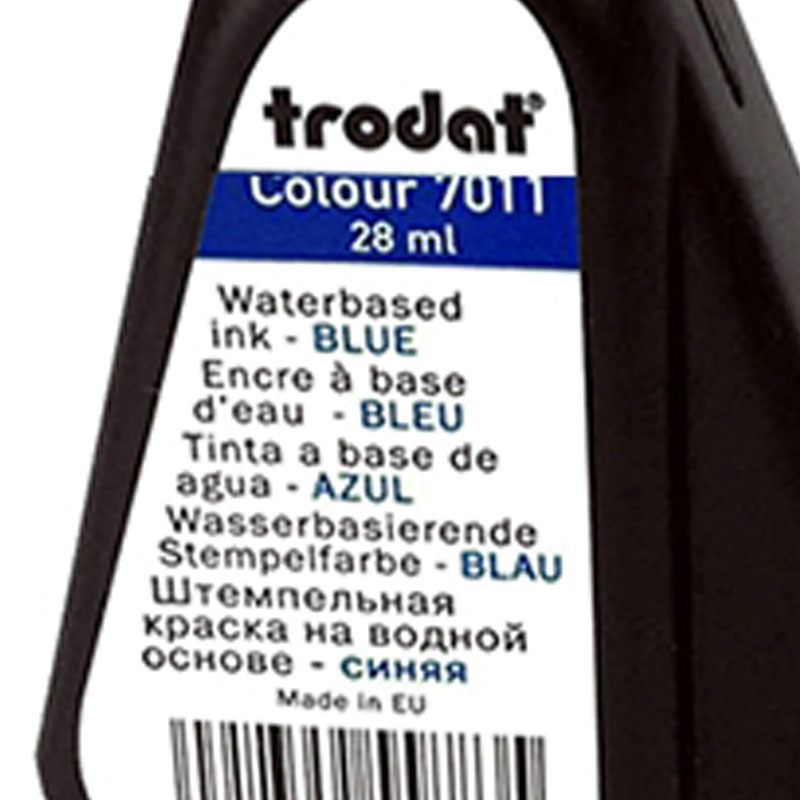 trodat®
Colour 7011
28 ml
Waterbased
ink - BLUE
Encre à base
d'eau - BLEU
Tinta a base de
agua - AZUL
Wasserbasierende
Stempelfarbe - BLAU
Штемпельная
краска на водной
основе - синяя
Made in EU